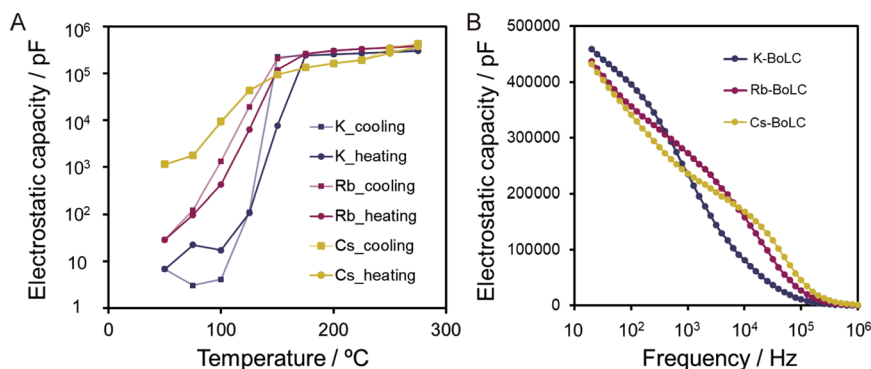 A
Electrostatic capacity / pF
10⁶
10⁵
10⁴
10³
10²
10
1
0
100
200
300
Temperature / ºC
K_cooling
K_heating
Rb_cooling
Rb_heating
Cs_cooling
Cs_heating
B
Electrostatic capacity / pF
500000
400000
300000
200000
100000
0
10
10²
10³
10⁴
10⁵
10⁶
Frequency / Hz
K-BoLC
Rb-BoLC
Cs-BoLC